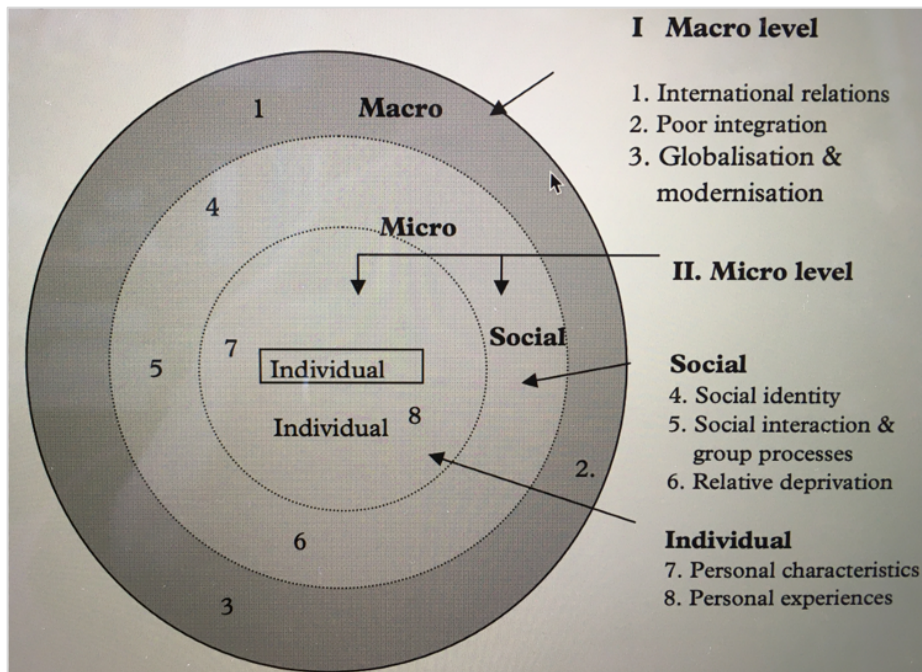 I Macro level
1. International relations
2. Poor integration
3. Globalisation &
modernisation
II. Micro level
Social
4. Social identity
5. Social interaction &
group processes
6. Relative deprivation
Individual
7. Personal characteristics
8. Personal experiences
1
Macro
4
Micro
Social
7
5
Individual
Individual
8
2.
6
3